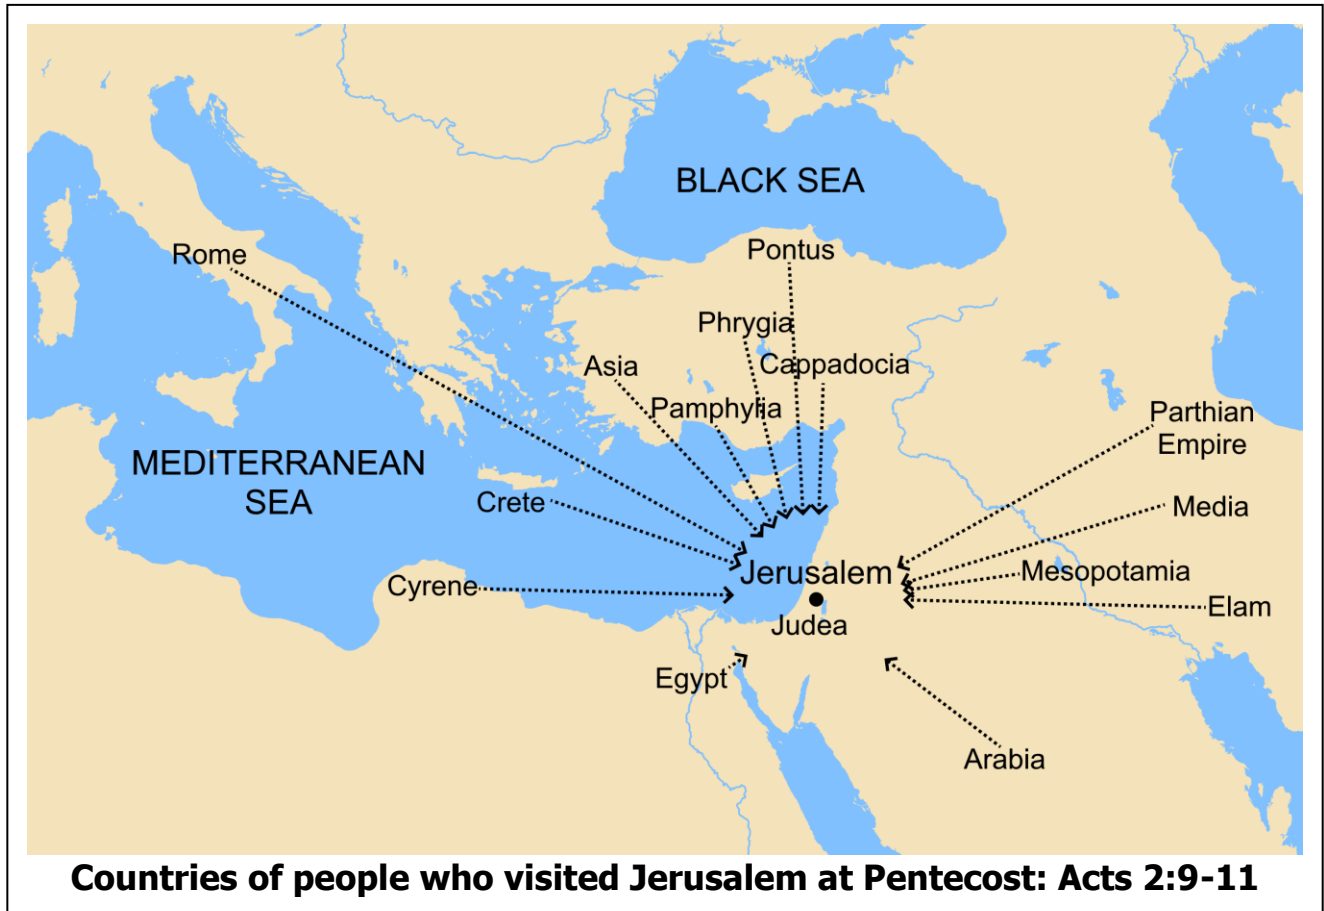 BLACK SEA
Rome
Pontus
Phrygia
Asia
Cappadocia
Pamphylia
Parthian
Empire
MEDITERRANEAN
SEA
Crete
Media
Jerusalem
Mesopotamia
Cyrene
Elam
Judea
Egypt
Arabia
Countries of people who visited Jerusalem at Pentecost: Acts 2:9-11